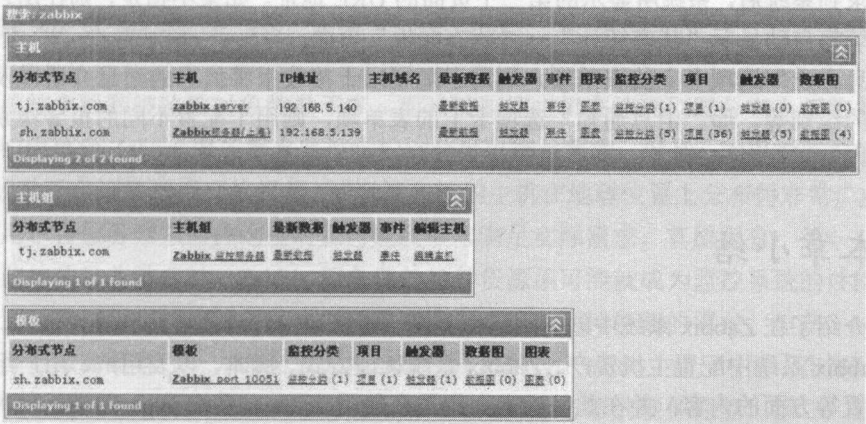 搜索: zabbix
主机
分布式节点 主机 IP地址 主机域名 最新数据 触发器 事件 图表 监控分类 项目 触发器 数据图
tj.zabbix.com zabbix server 192.168.5.140 最新数据 触发器 事件 图表 监控分类 (1) 项目 (1) 触发器 (0) 数据图 (0)
sh.zabbix.com Zabbix服务器(上海) 192.168.5.139 最新数据 触发器 事件 图表 监控分类 (5) 项目 (36) 触发器 (5) 数据图 (4)
Displaying 2 of 2 found
主机组
分布式节点 主机组 最新数据 触发器 事件 编辑主机
tj.zabbix.com Zabbix 监控服务器 最新数据 触发器 事件 编辑主机
Displaying 1 of 1 found
模板
分布式节点 模板 监控分类 项目 触发器 数据图 图表
sh.zabbix.com Zabbix port 10051 监控分类 (1) 项目 (1) 触发器 (1) 数据图 (0) 图表 (0)
Displaying 1 of 1 found